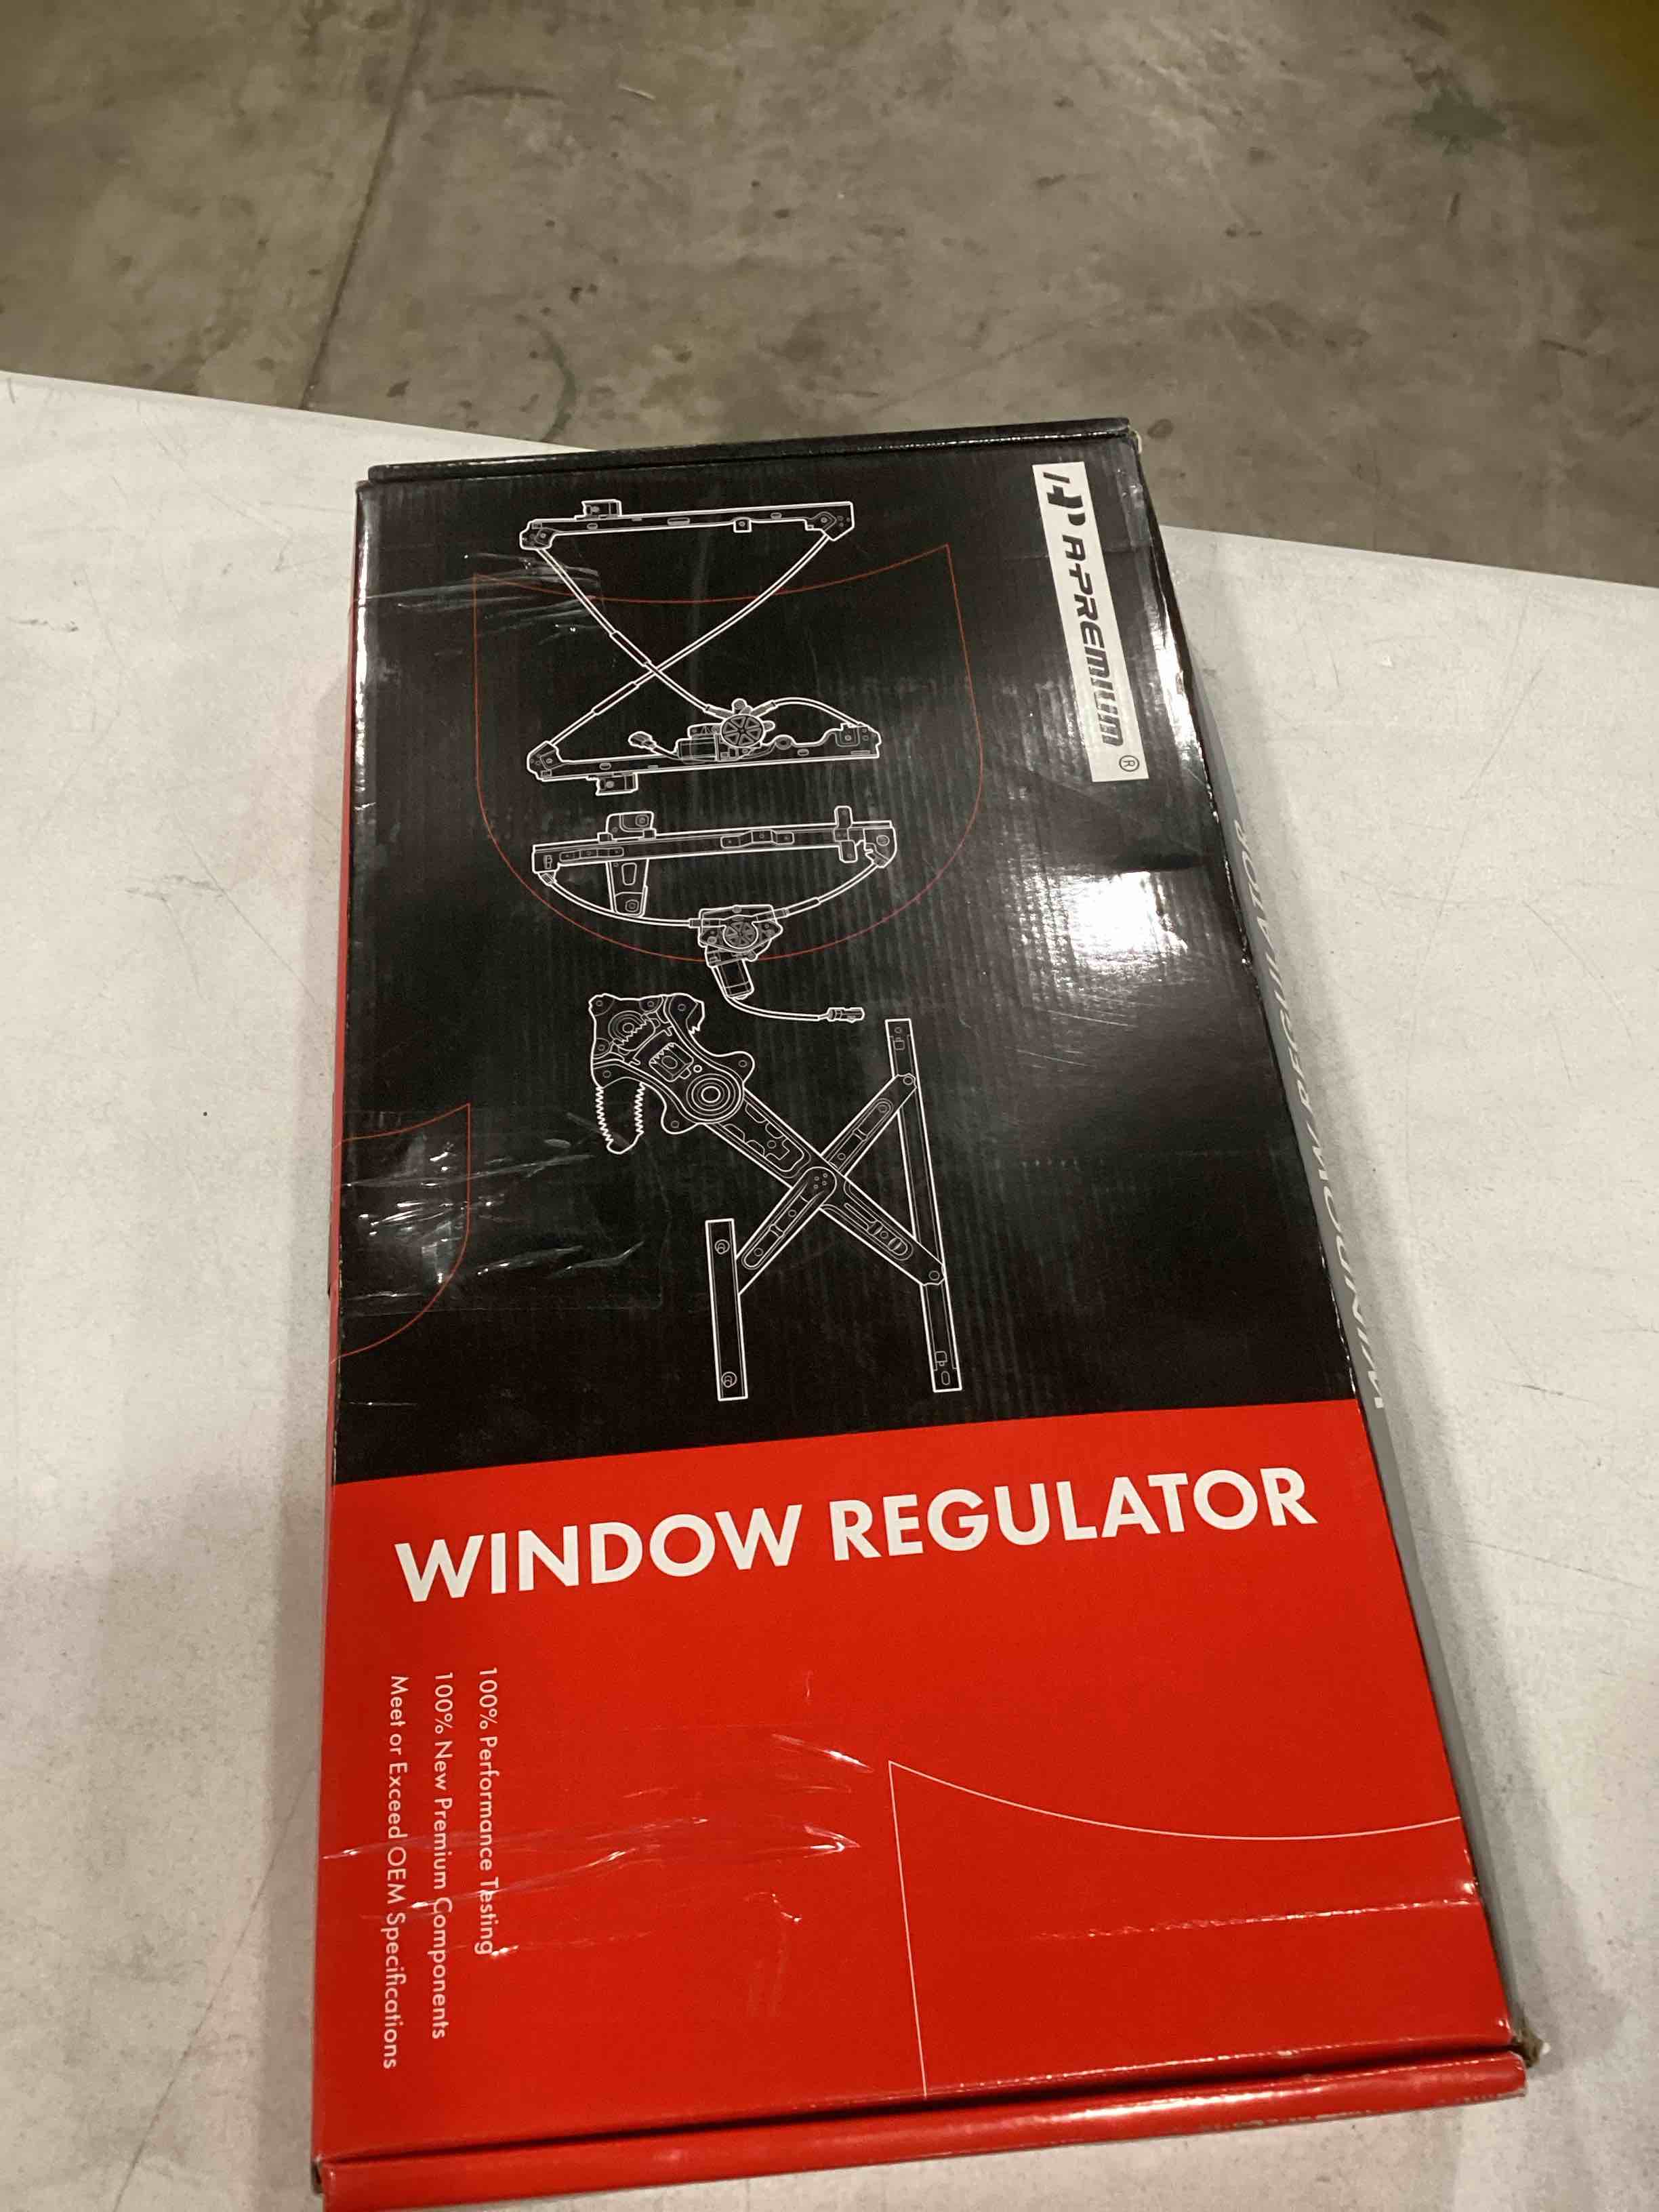 A-PREMIUM®
WINDOW REGULATOR
100% Performance Testing
100% New Premium Components
Meet or Exceed OEM Specifications
WINDOW REGULATOR